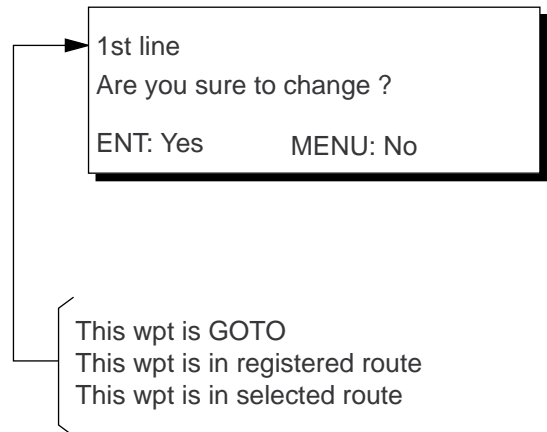 1st line
Are you sure to change ?
ENT: Yes MENU: No
This wpt is GOTO
This wpt is in registered route
This wpt is in selected route